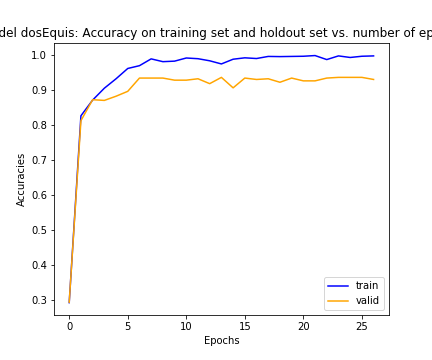 del dosEquis: Accuracy on training set and holdout set vs. number of ep
1.0
0.9
0.8
0.7
0.6
0.5
0.4
0.3
Accuracies
0 5 10 15 20 25
Epochs
train
valid